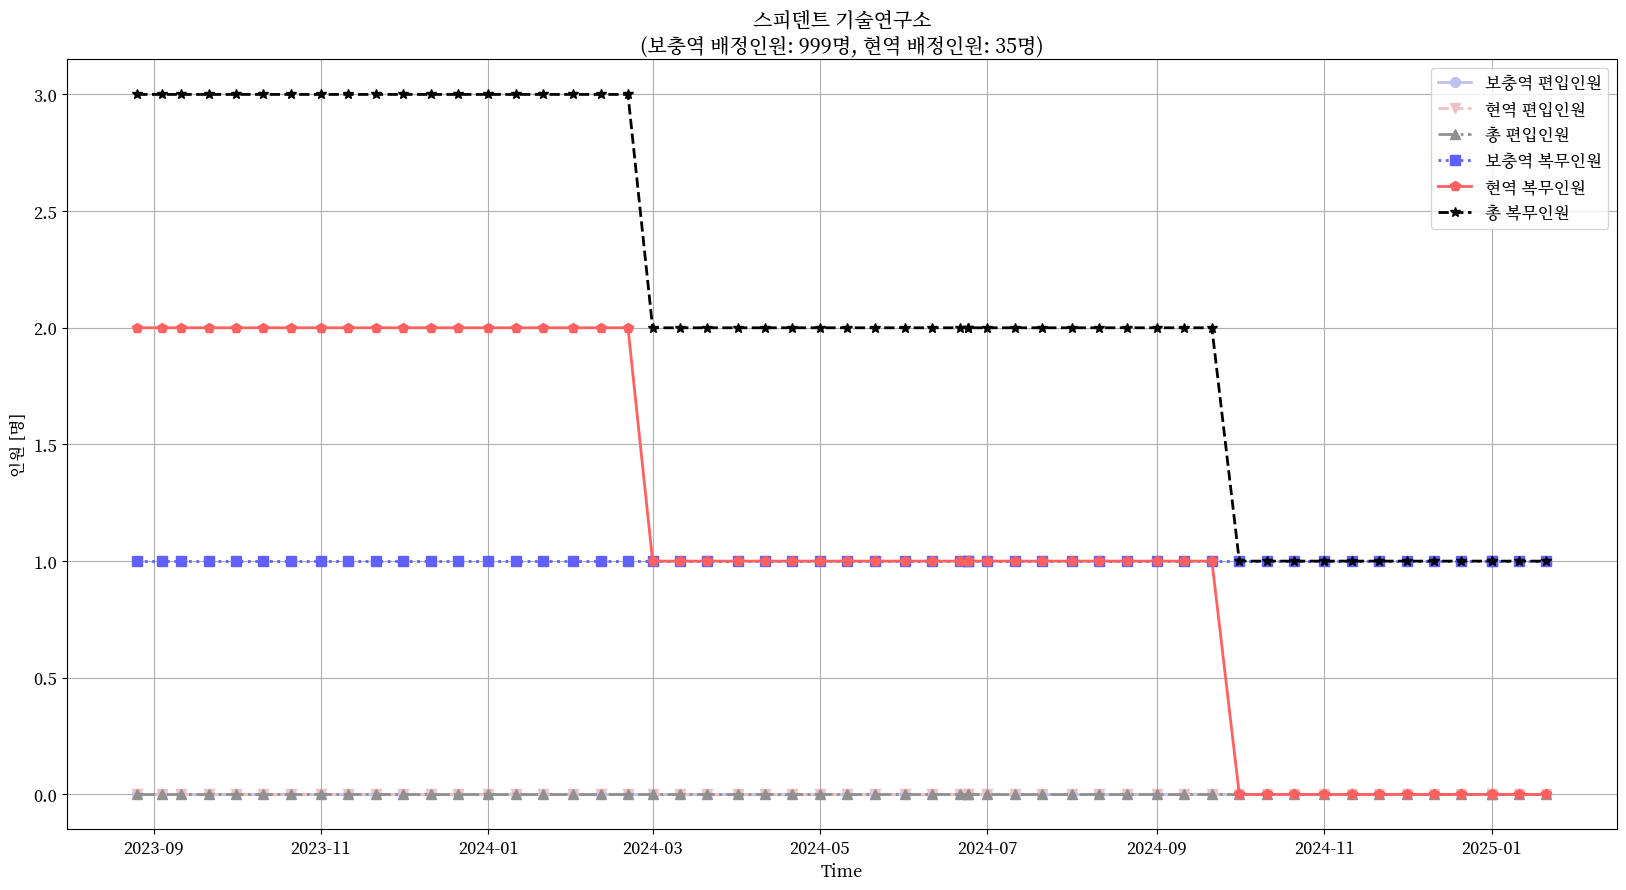 스피덴트 기술연구소
(보충역 배정인원: 999명, 현역 배정인원: 35명)
보충역 편입인원
현역 편입인원
총 편입인원
보충역 복무인원
현역 복무인원
총 복무인원
인원 [명]
3.0
2.5
2.0
1.5
1.0
0.5
0.0
2023-09
2023-11
2024-01
2024-03
2024-05
2024-07
2024-09
2024-11
2025-01
Time